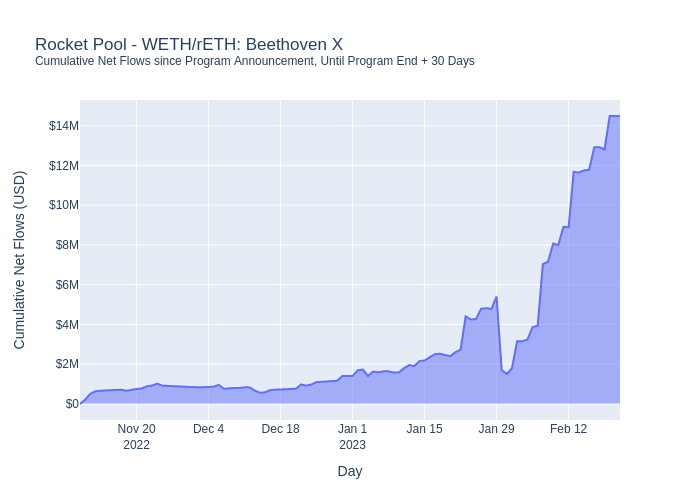 Rocket Pool - WETH/rETH: Beethoven X
Cumulative Net Flows since Program Announcement, Until Program End + 30 Days
Cumulative Net Flows (USD)
$14M
$12M
$10M
$8M
$6M
$4M
$2M
$0
Nov 20
2022
Dec 4
Dec 18
Jan 1
2023
Jan 15
Jan 29
Feb 12
Day